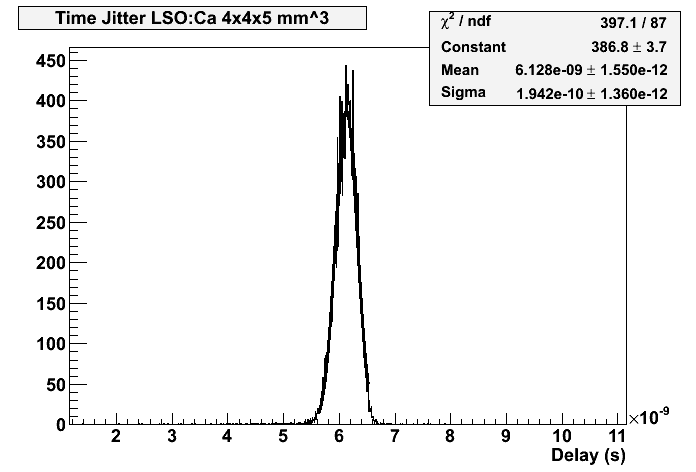 Time Jitter LSO:Ca 4x4x5 mm^3
χ² / ndf 397.1 / 87
Constant 386.8 ± 3.7
Mean 6.128e-09 ± 1.550e-12
Sigma 1.942e-10 ± 1.360e-12
450
400
350
300
250
200
150
100
50
0
2 3 4 5 6 7 8 9 10 11
×10⁻⁹
Delay (s)